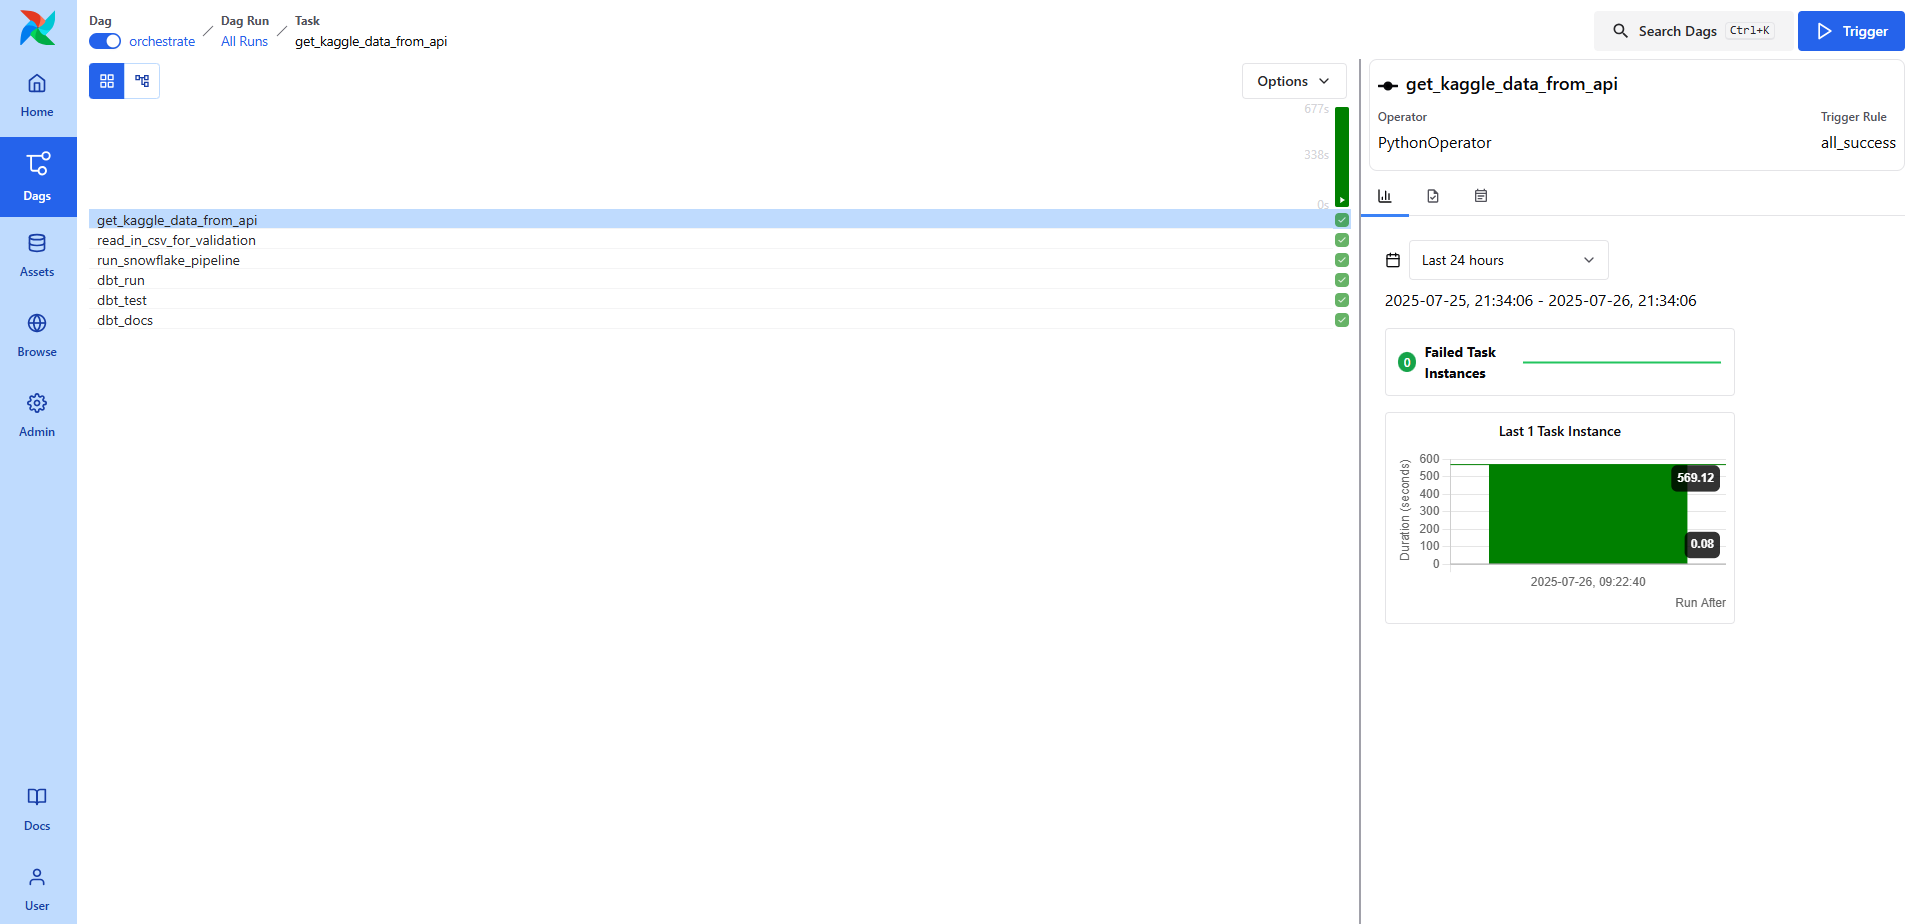 Dag
orchestrate
Dag Run
All Runs
Task
get_kaggle_data_from_api
Search Dags Ctrl+K
Trigger
Home
Dags
Assets
Browse
Admin
Docs
User
Options
677s
338s
0s
get_kaggle_data_from_api
read_in_csv_for_validation
run_snowflake_pipeline
dbt_run
dbt_test
dbt_docs
get_kaggle_data_from_api
Operator
PythonOperator
Trigger Rule
all_success
Last 24 hours
2025-07-25, 21:34:06 - 2025-07-26, 21:34:06
0
Failed Task
Instances
Last 1 Task Instance
Duration (seconds)
600
500
400
300
200
100
0
569.12
0.08
2025-07-26, 09:22:40
Run After